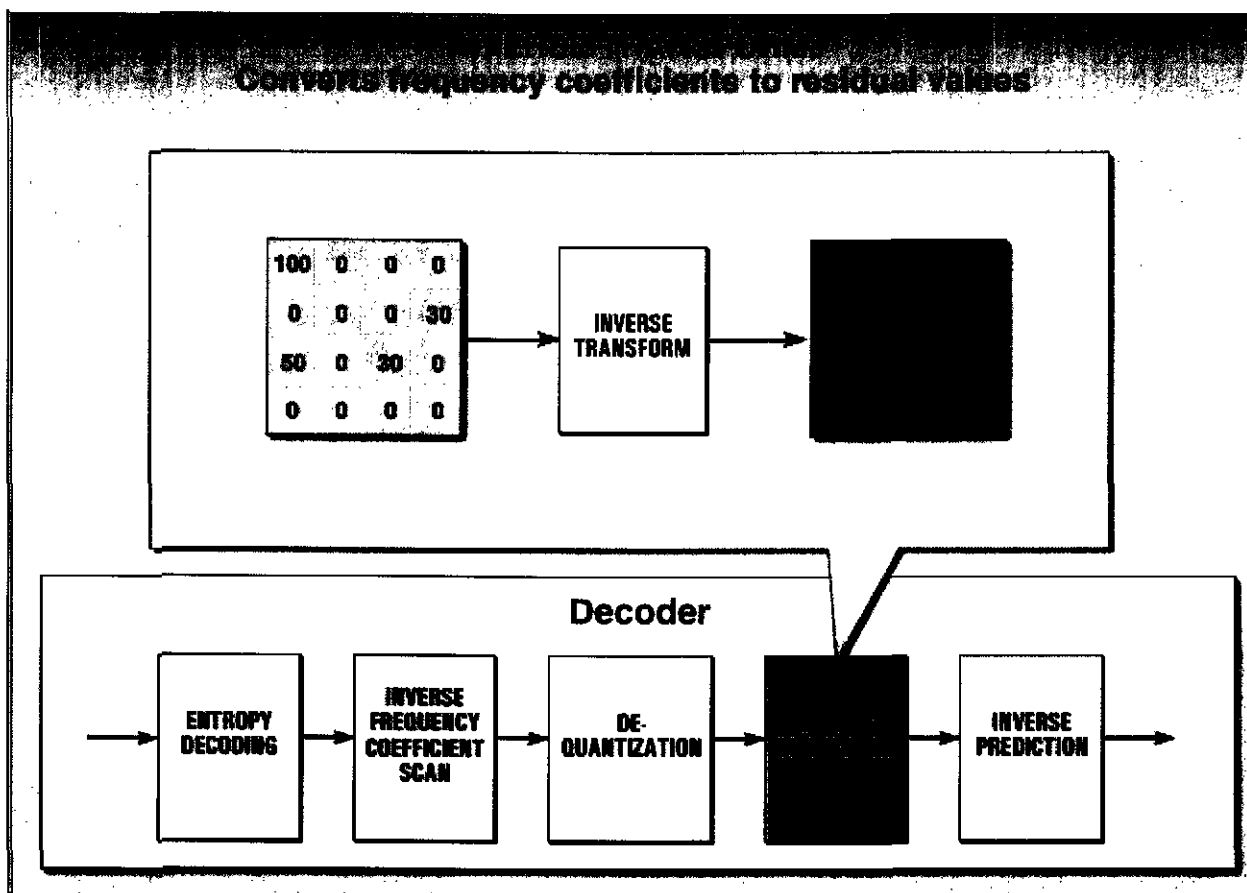 Converts frequency coefficients to residual values
100 0 0 0
0 0 0 30
50 0 30 0
0 0 0 0
INVERSE
TRANSFORM
Decoder
ENTROPY
DECODING
INVERSE
FREQUENCY
COEFFICIENT
SCAN
DE-
QUANTIZATION
INVERSE
PREDICTION